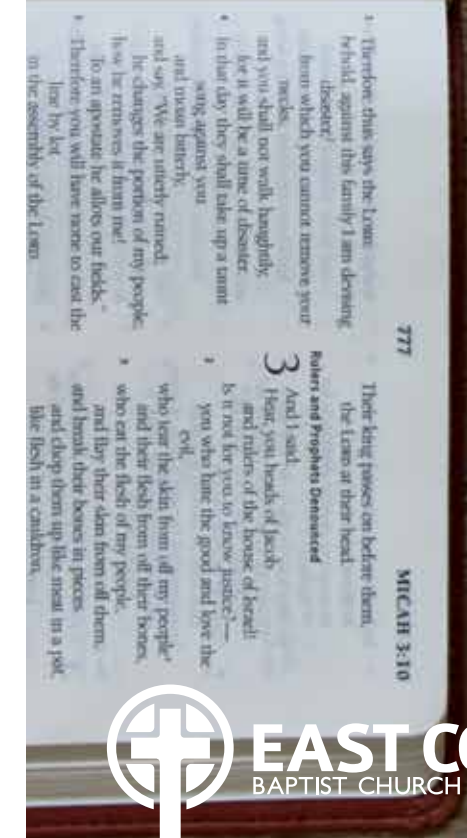 777
MICAH 3:10
3 Therefore thus says the LORD:
behold, against this family I am devising
disaster,
from which you cannot remove your
necks,
and you shall not walk haughtily,
for it will be a time of disaster.
4 In that day they shall take up a taunt
song against you
and moan bitterly,
and say, "We are utterly ruined;
he changes the portion of my people;
how he removes it from me!
To an apostate he allots our fields."
5 Therefore you will have none to cast the
line by lot
in the assembly of the LORD.
Their king passes on before them,
the LORD at their head.
Rulers and Prophets Denounced
3 And I said:
Hear, you heads of Jacob
and rulers of the house of Israel!
Is it not for you to know justice?—
2 you who hate the good and love the
evil,
who tear the skin from off my people
and their flesh from off their bones,
3 who eat the flesh of my people,
and flay their skin from off them,
and break their bones in pieces
and chop them up like meat in a pot,
like flesh in a cauldron.
EAST CO
BAPTIST CHURCH